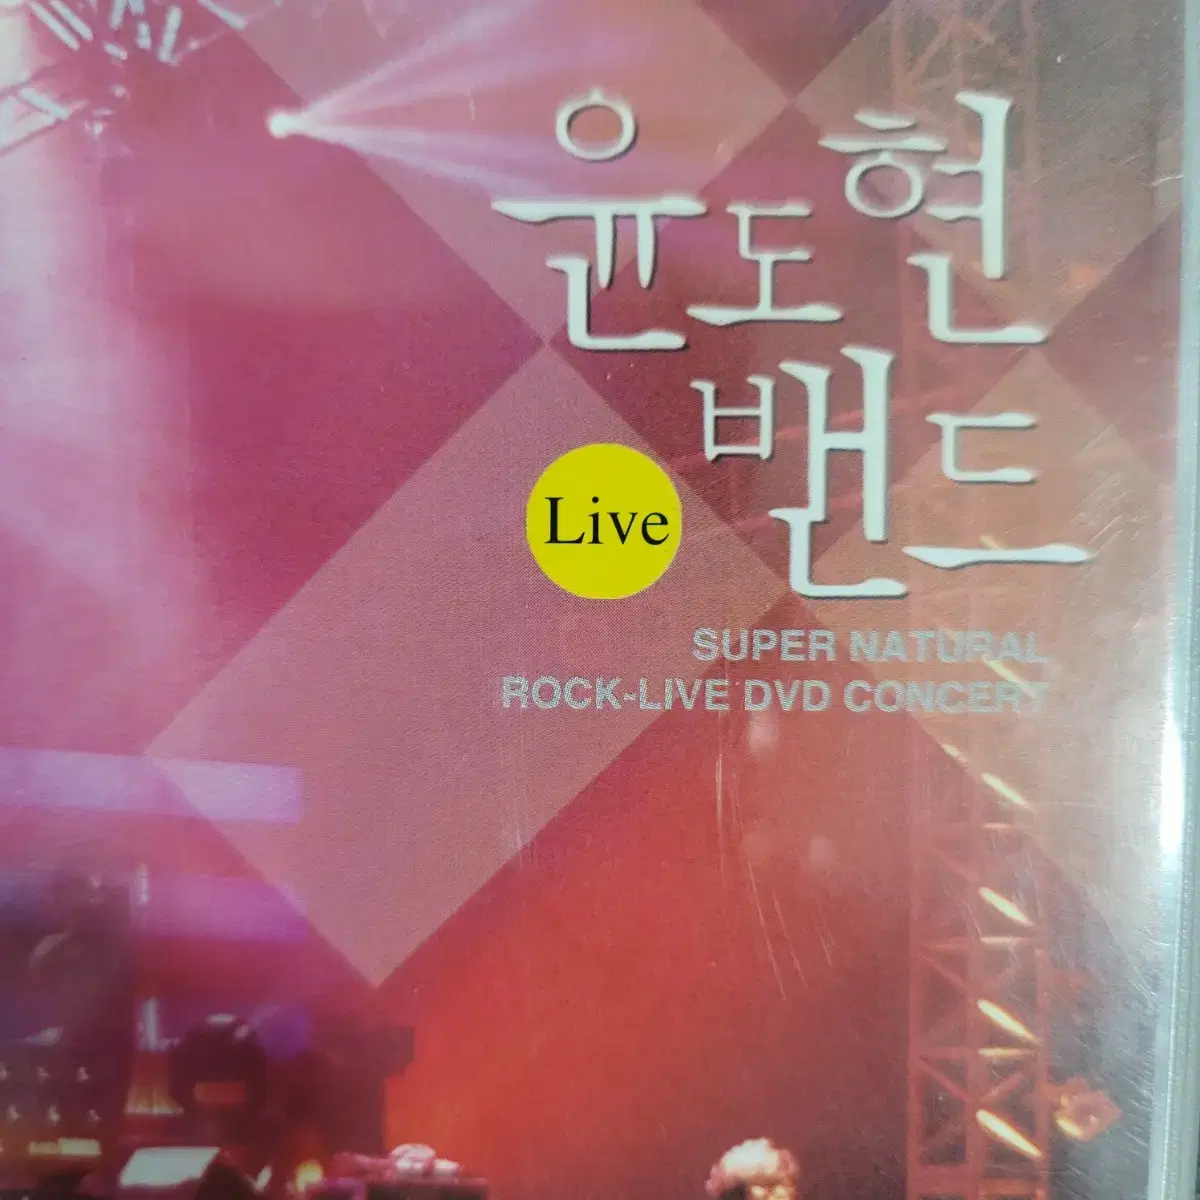 윤도현
밴드
Live
SUPER NATURAL
ROCK-LIVE DVD CONCERT